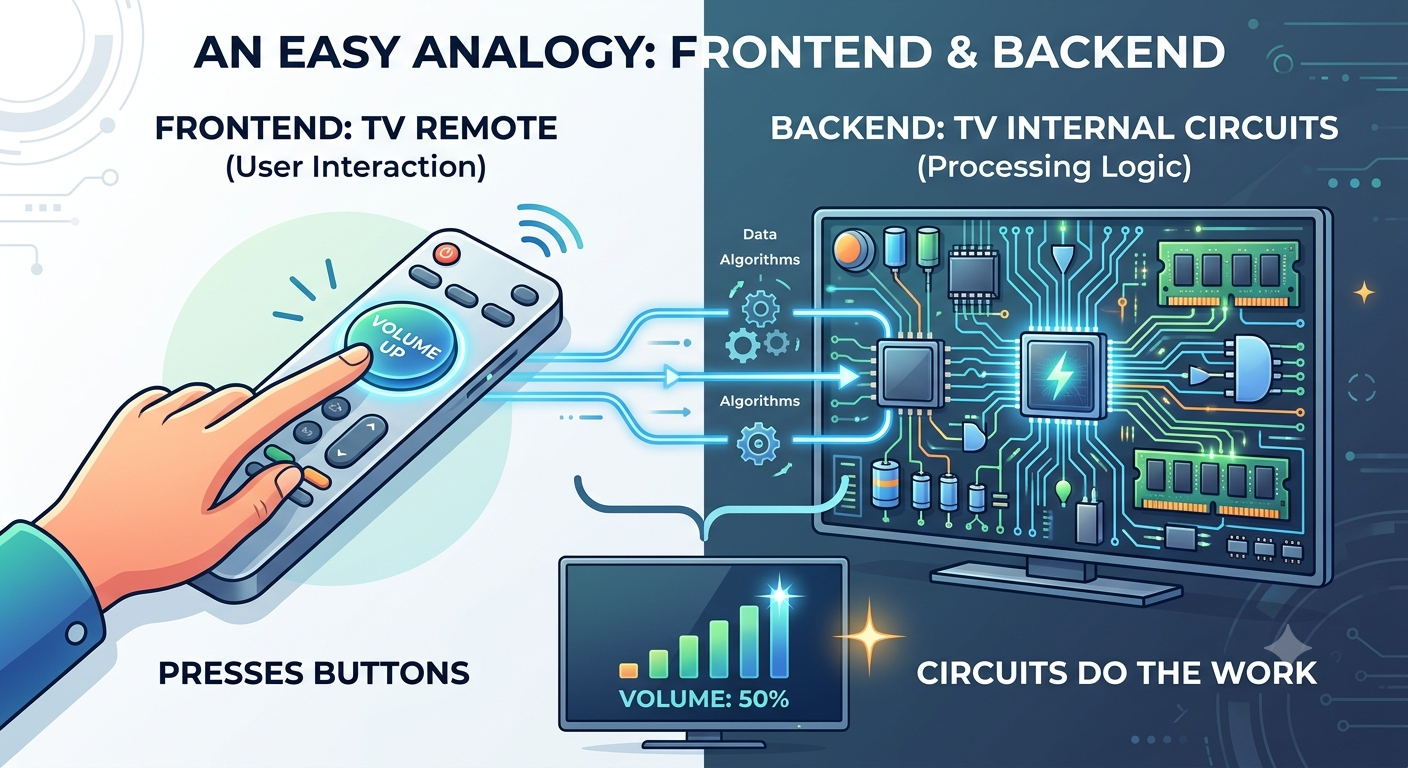 AN EASY ANALOGY: FRONTEND & BACKEND
FRONTEND: TV REMOTE
(User Interaction)
BACKEND: TV INTERNAL CIRCUITS
(Processing Logic)
Data
Algorithms
VOLUME
UP
Algorithms
PRESSES BUTTONS
VOLUME: 50%
CIRCUITS DO THE WORK